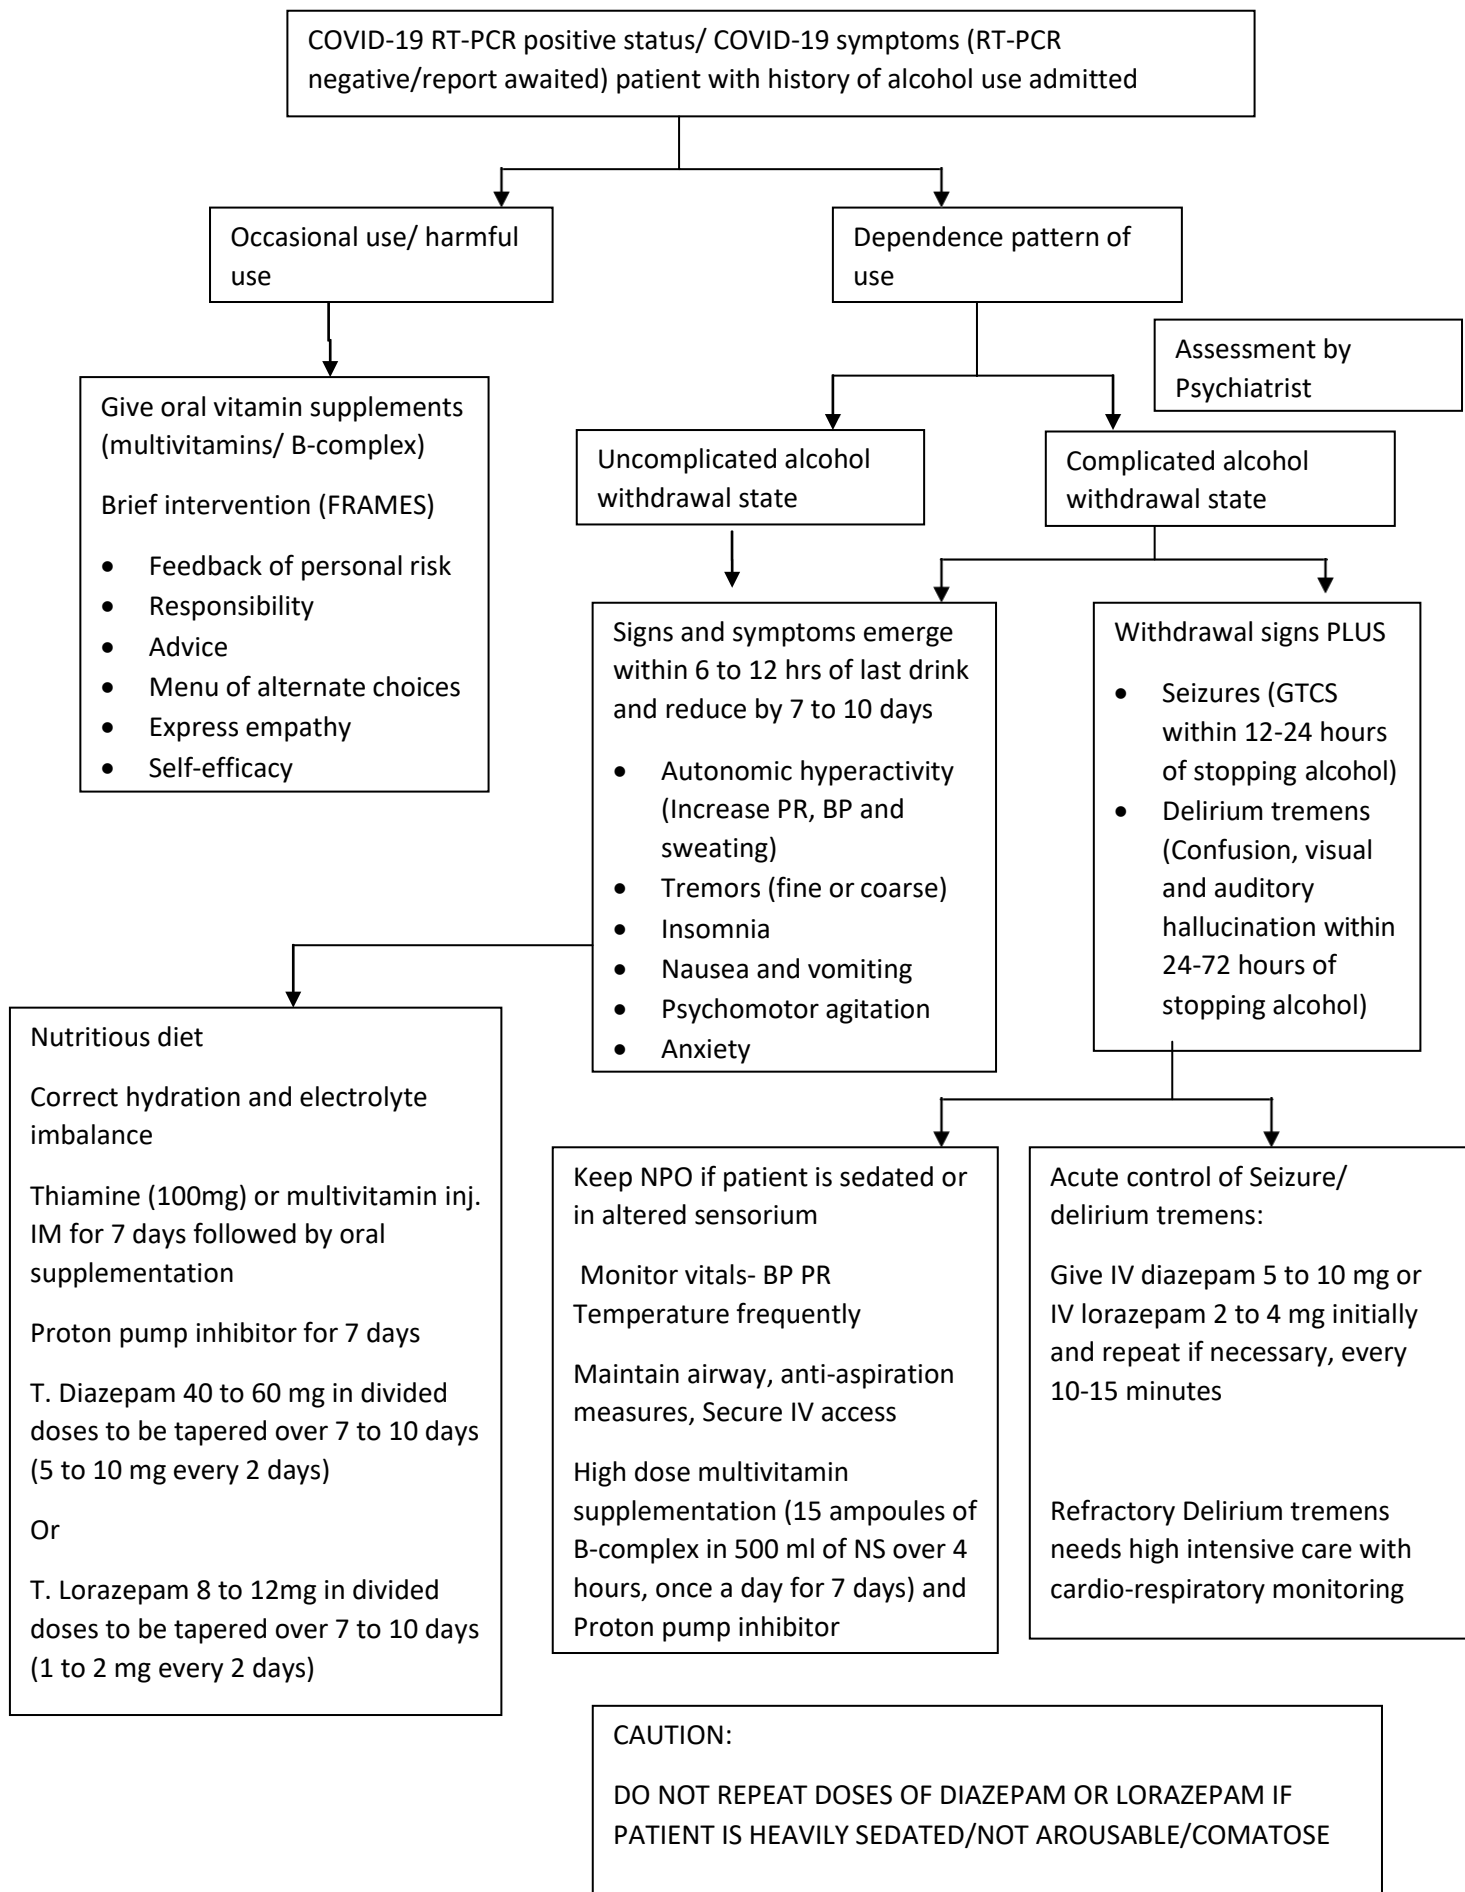 COVID-19 RT-PCR positive status/ COVID-19 symptoms (RT-PCR
negative/report awaited) patient with history of alcohol use admitted
Occasional use/ harmful
use
Dependence pattern of
use
Assessment by
Psychiatrist
Give oral vitamin supplements
(multivitamins/ B-complex)
Brief intervention (FRAMES)
• Feedback of personal risk
• Responsibility
• Advice
• Menu of alternate choices
• Express empathy
• Self-efficacy
Uncomplicated alcohol
withdrawal state
Complicated alcohol
withdrawal state
Signs and symptoms emerge
within 6 to 12 hrs of last drink
and reduce by 7 to 10 days
• Autonomic hyperactivity
(Increase PR, BP and
sweating)
• Tremors (fine or coarse)
• Insomnia
• Nausea and vomiting
• Psychomotor agitation
• Anxiety
Withdrawal signs PLUS
• Seizures (GTCS
within 12-24 hours
of stopping alcohol)
• Delirium tremens
(Confusion, visual
and auditory
hallucination within
24-72 hours of
stopping alcohol)
Nutritious diet
Correct hydration and electrolyte
imbalance
Thiamine (100mg) or multivitamin inj.
IM for 7 days followed by oral
supplementation
Proton pump inhibitor for 7 days
T. Diazepam 40 to 60 mg in divided
doses to be tapered over 7 to 10 days
(5 to 10 mg every 2 days)
Or
T. Lorazepam 8 to 12mg in divided
doses to be tapered over 7 to 10 days
(1 to 2 mg every 2 days)
Keep NPO if patient is sedated or
in altered sensorium
Monitor vitals- BP PR
Temperature frequently
Maintain airway, anti-aspiration
measures, Secure IV access
High dose multivitamin
supplementation (15 ampoules of
B-complex in 500 ml of NS over 4
hours, once a day for 7 days) and
Proton pump inhibitor
Acute control of Seizure/
delirium tremens:
Give IV diazepam 5 to 10 mg or
IV lorazepam 2 to 4 mg initially
and repeat if necessary, every
10-15 minutes
Refractory Delirium tremens
needs high intensive care with
cardio-respiratory monitoring
CAUTION:
DO NOT REPEAT DOSES OF DIAZEPAM OR LORAZEPAM IF
PATIENT IS HEAVILY SEDATED/NOT AROUSABLE/COMATOSE